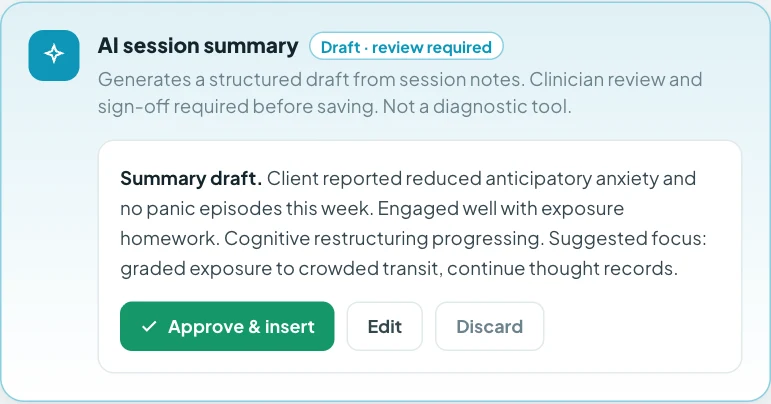 AI session summary
Draft · review required
Generates a structured draft from session notes. Clinician review and
sign-off required before saving. Not a diagnostic tool.
Summary draft. Client reported reduced anticipatory anxiety and
no panic episodes this week. Engaged well with exposure
homework. Cognitive restructuring progressing. Suggested focus:
graded exposure to crowded transit, continue thought records.
Approve & insert
Edit
Discard